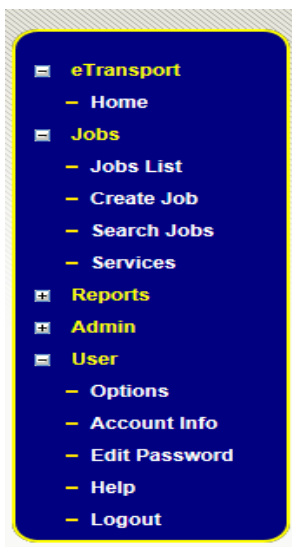 eTransport
– Home
Jobs
– Jobs List
– Create Job
– Search Jobs
– Services
Reports
Admin
User
– Options
– Account Info
– Edit Password
– Help
– Logout